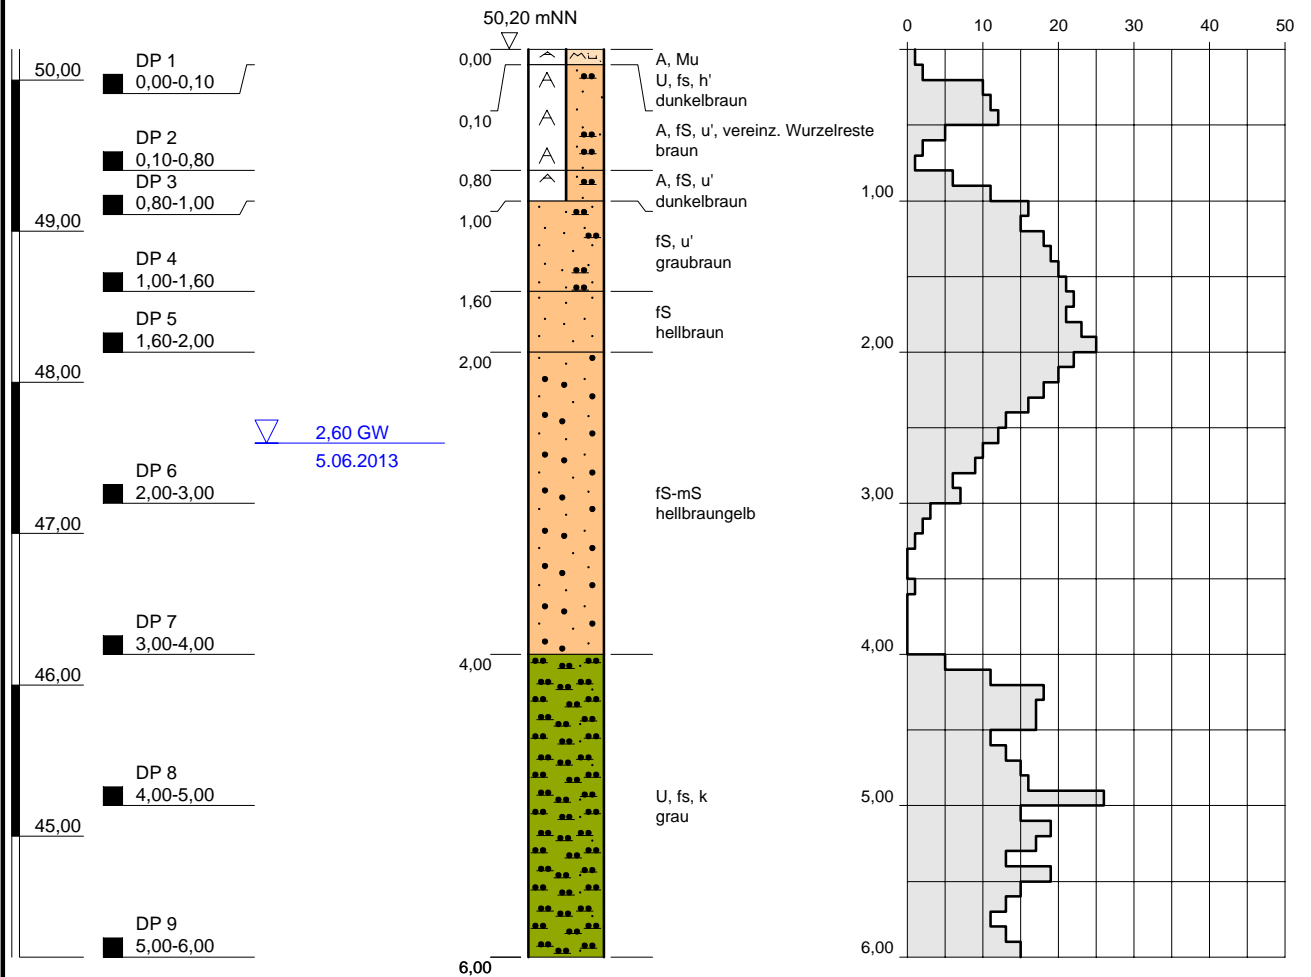 50,20 mNN
0 10 20 30 40 50
50,00
49,00
48,00
47,00
46,00
45,00
DP 1
0,00-0,10
DP 2
0,10-0,80
DP 3
0,80-1,00
DP 4
1,00-1,60
DP 5
1,60-2,00
DP 6
2,00-3,00
DP 7
3,00-4,00
DP 8
4,00-5,00
DP 9
5,00-6,00
2,60 GW
5.06.2013
0,00
0,10
0,80
1,00
1,60
2,00
4,00
6,00
A, Mu
U, fs, h'
dunkelbraun
A, fS, u', vereinz. Wurzelreste
braun
A, fS, u'
dunkelbraun
fS, u'
graubraun
fS
hellbraun
fS-mS
hellbraungelb
U, fs, k
grau
1,00
2,00
3,00
4,00
5,00
6,00